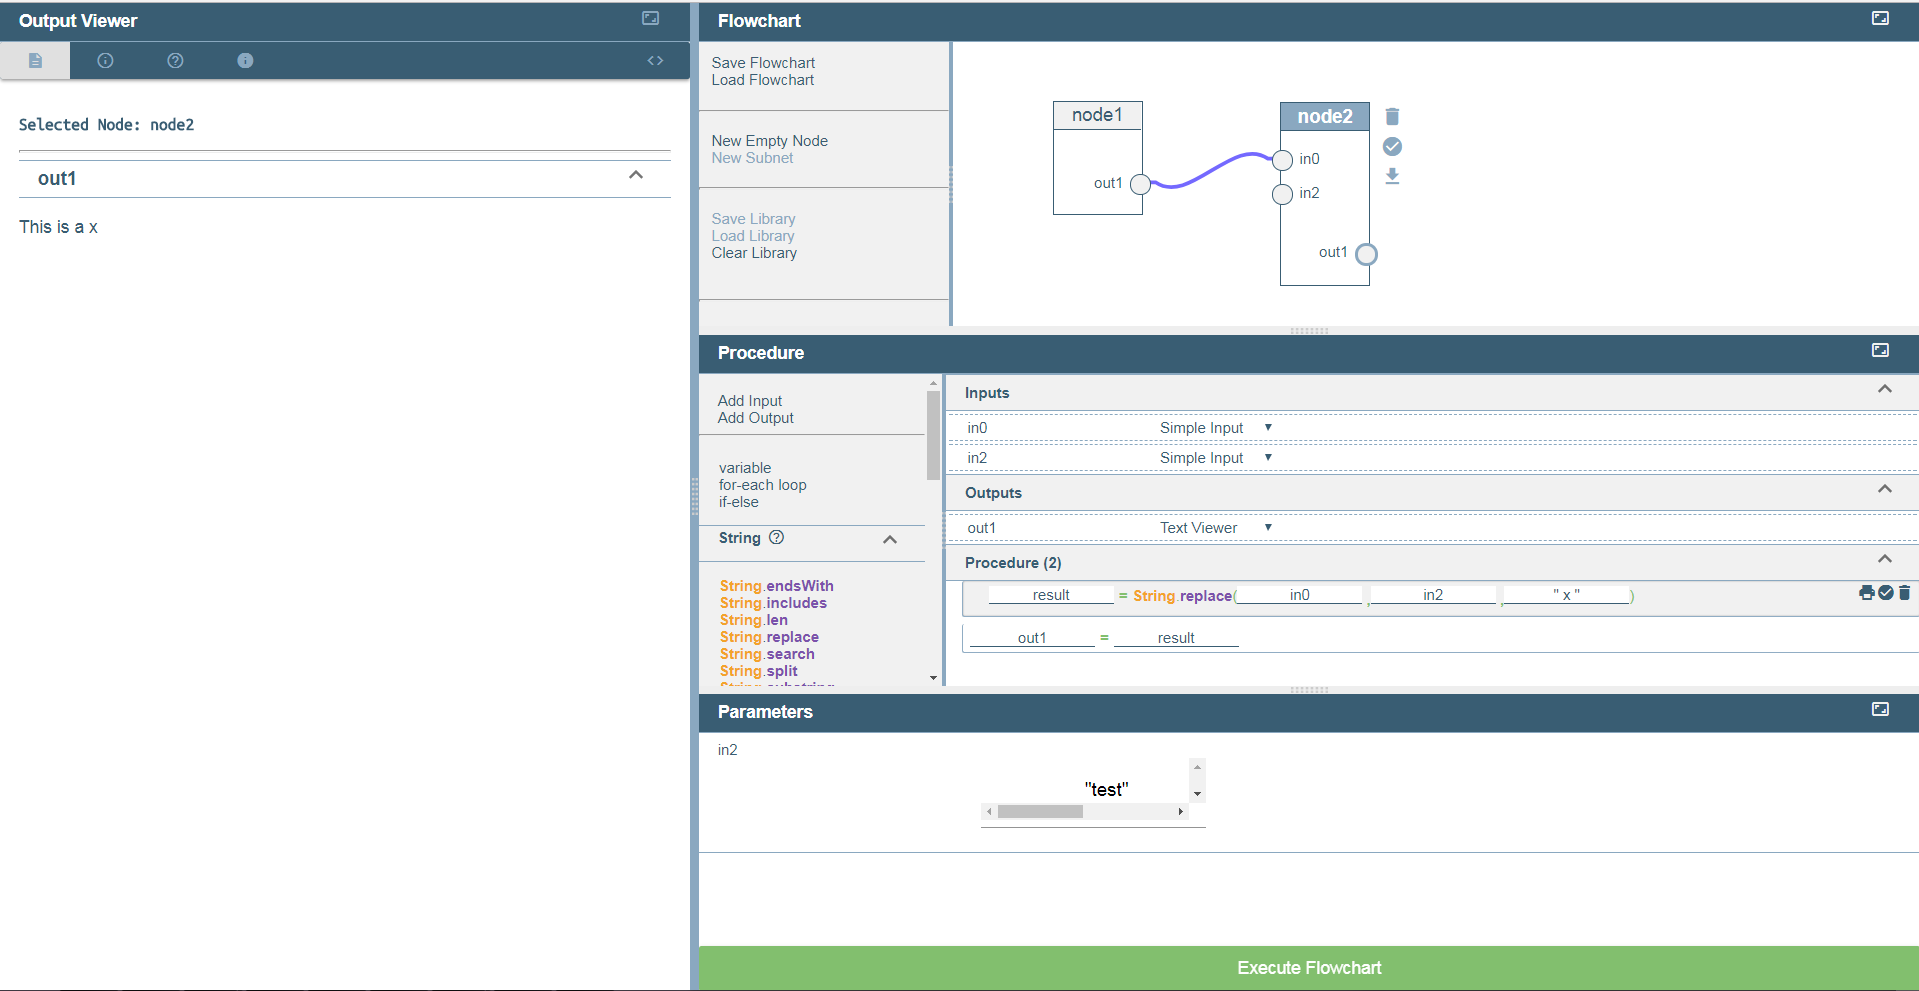 Output Viewer
Selected Node: node2
out1
This is a x
Flowchart
Save Flowchart
Load Flowchart
New Empty Node
New Subnet
Save Library
Load Library
Clear Library
node1
out1
node2
in0
in2
out1
Procedure
Add Input
Add Output
variable
for-each loop
if-else
String
String.endsWith
String.includes
String.len
String.replace
String.search
String.split
String.substring
Inputs
in0 Simple Input
in2 Simple Input
Outputs
out1 Text Viewer
Procedure (2)
result = String.replace( in0 , in2 , " x " )
out1 = result
Parameters
in2
"test"
Execute Flowchart